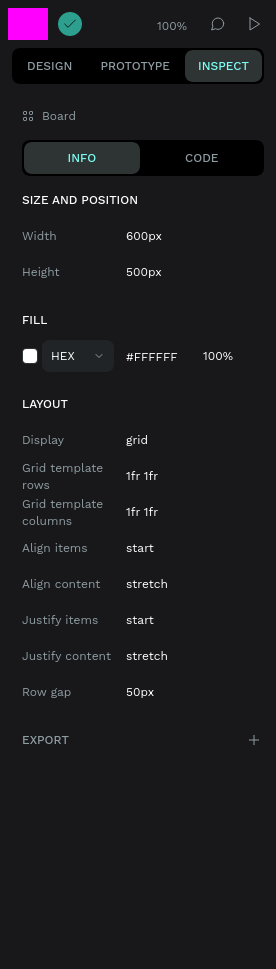 100%
DESIGN PROTOTYPE INSPECT
Board
INFO CODE
SIZE AND POSITION
Width 600px
Height 500px
FILL
HEX #FFFFFF 100%
LAYOUT
Display grid
Grid template
rows 1fr 1fr
Grid template
columns 1fr 1fr
Align items start
Align content stretch
Justify items start
Justify content stretch
Row gap 50px
EXPORT